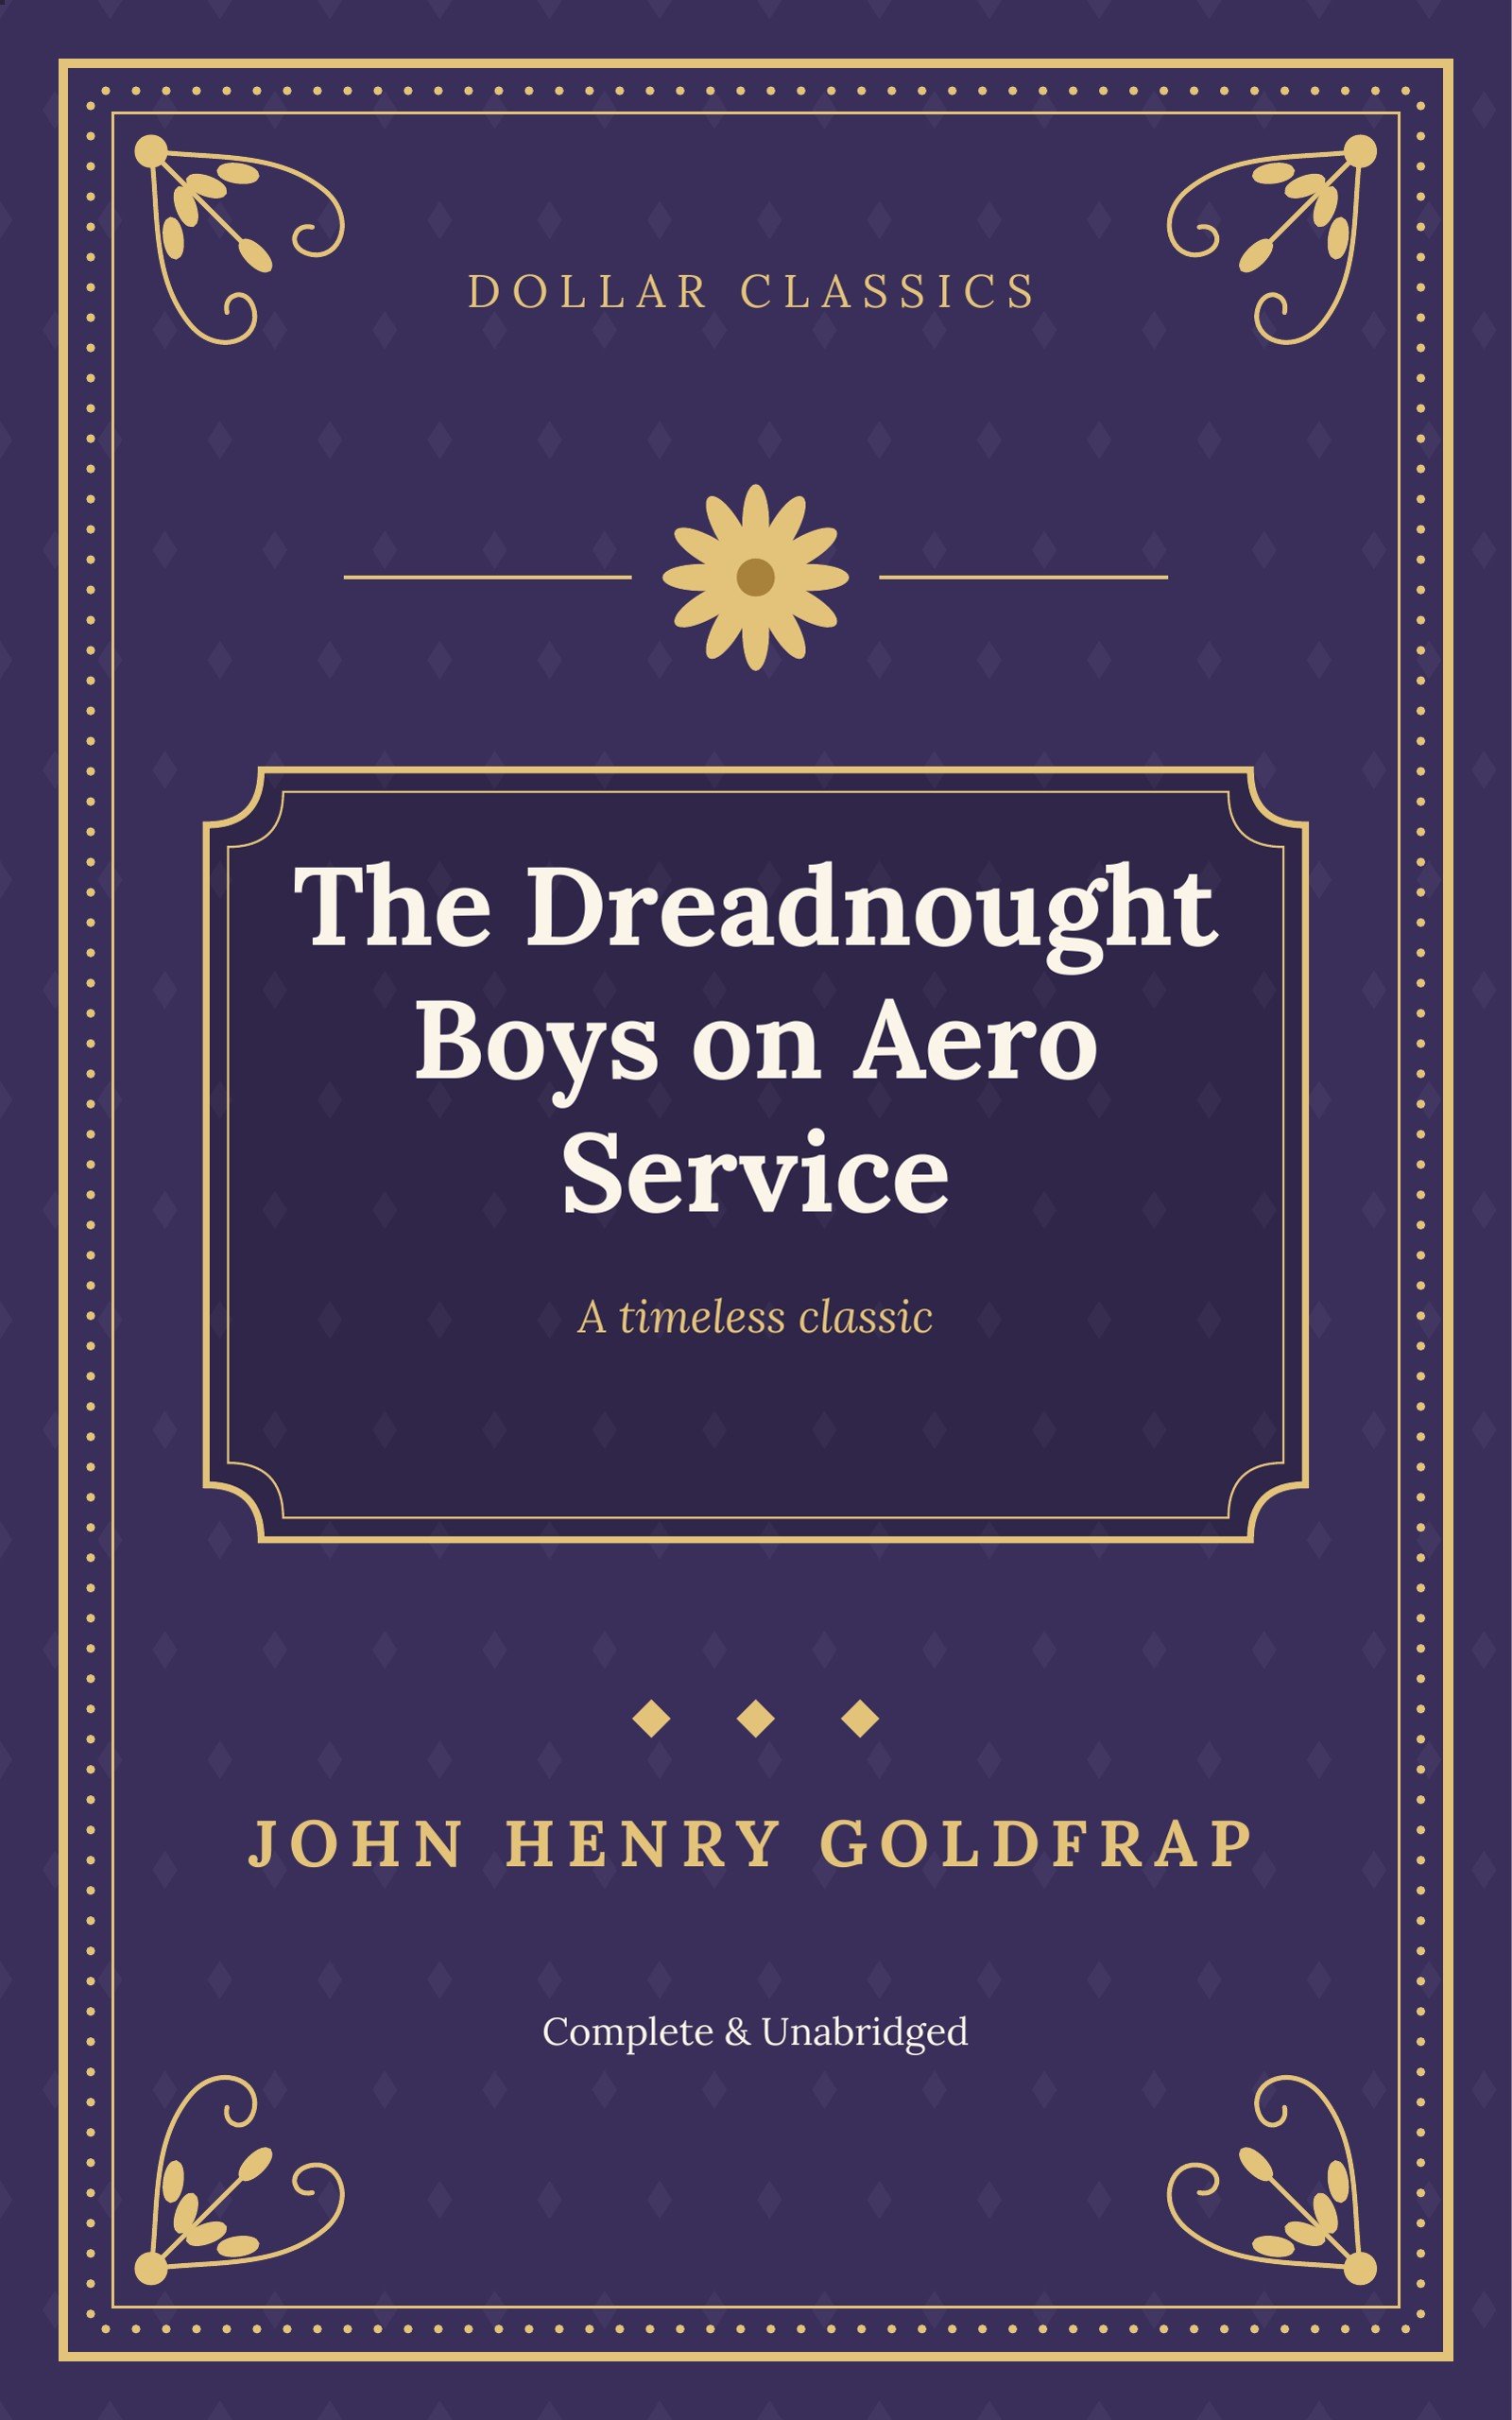 DOLLAR CLASSICS
The Dreadnought
Boys on Aero
Service
A timeless classic
JOHN HENRY GOLDFRAP
Complete & Unabridged